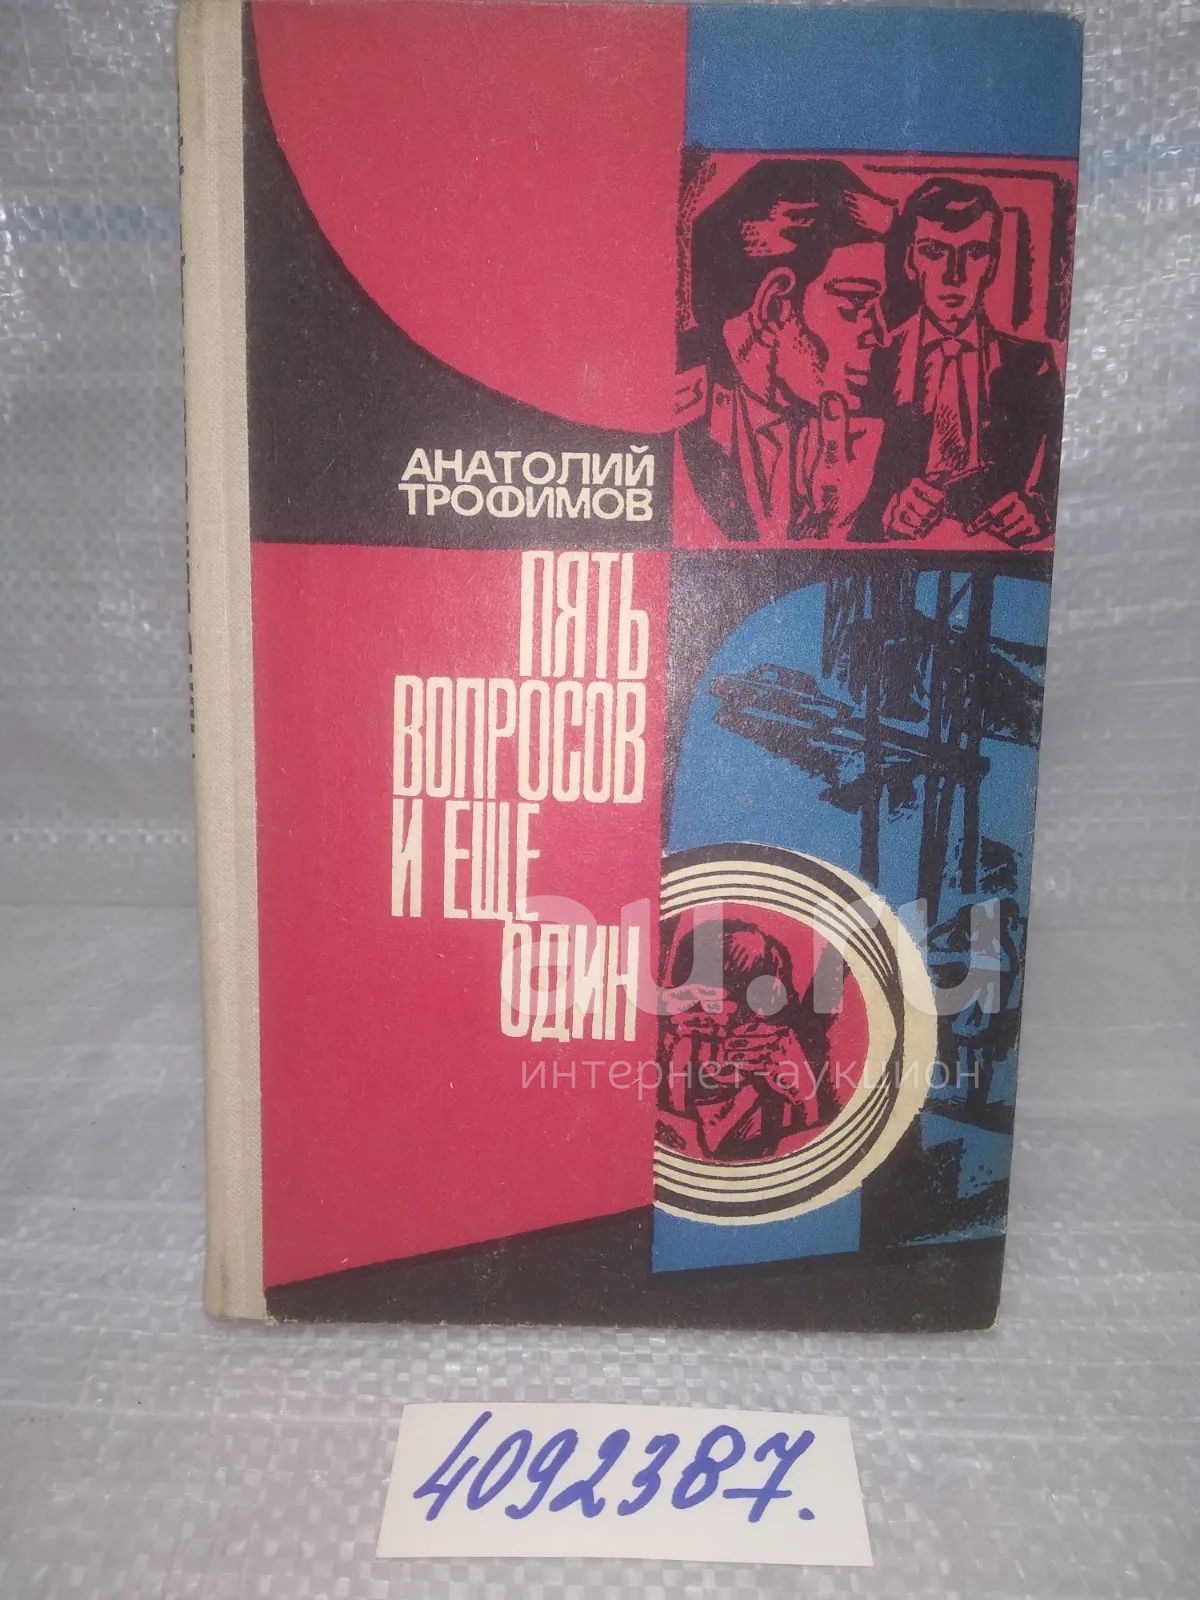 АНАТОЛИЙ
ТРОФИМОВ
ПЯТЬ
ВОПРОСОВ
И ЕЩЕ
ОДИН
au.ru
интернет-аукцион
4092387.